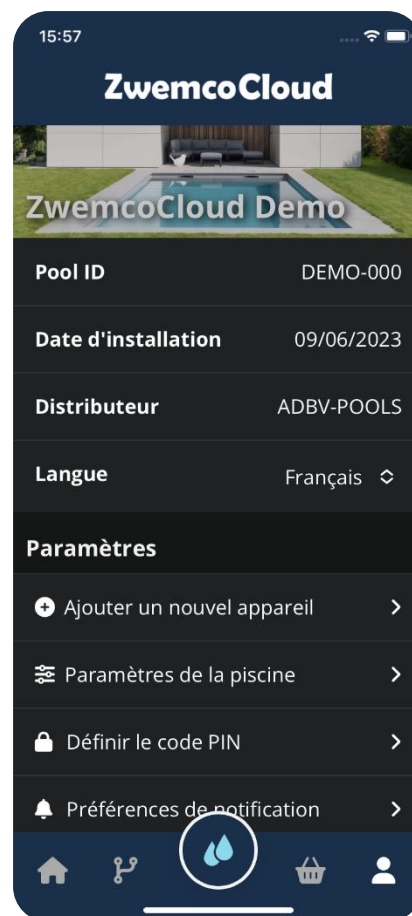 15:57
ZwemcoCloud
ZwemcoCloud Demo
Pool ID DEMO-000
Date d'installation 09/06/2023
Distributeur ADBV-POOLS
Langue Français
Paramètres
Ajouter un nouvel appareil
Paramètres de la piscine
Définir le code PIN
Préférences de notification